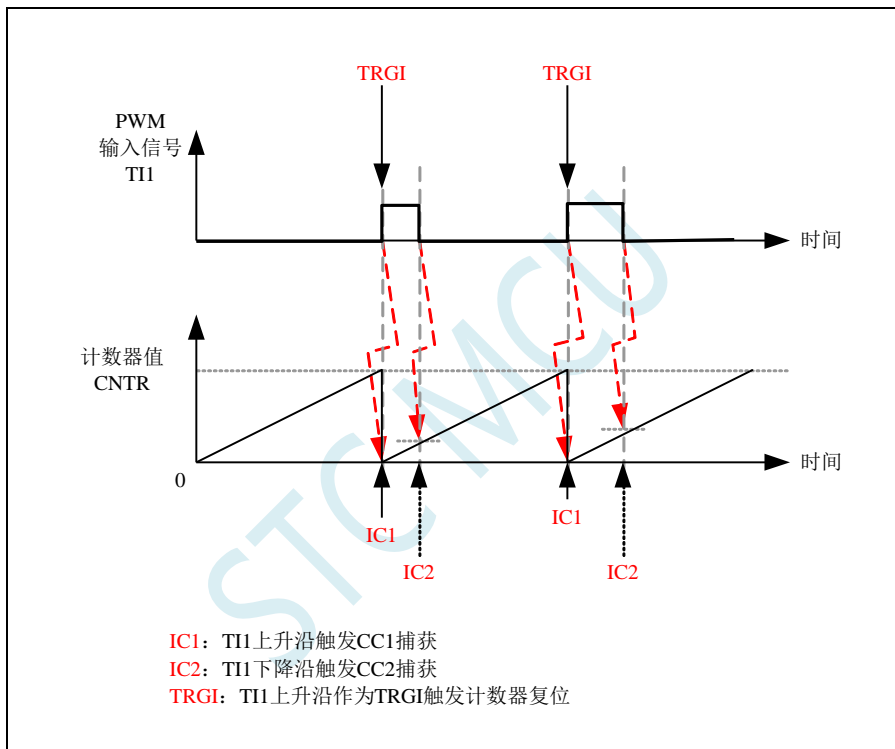 TRGI
TRGI
PWM
输入信号
TI1
时间
计数器值
CNTR
0
时间
IC1
IC1
IC2
IC2
STC MCU
IC1：TI1上升沿触发CC1捕获
IC2：TI1下降沿触发CC2捕获
TRGI：TI1上升沿作为TRGI触发计数器复位